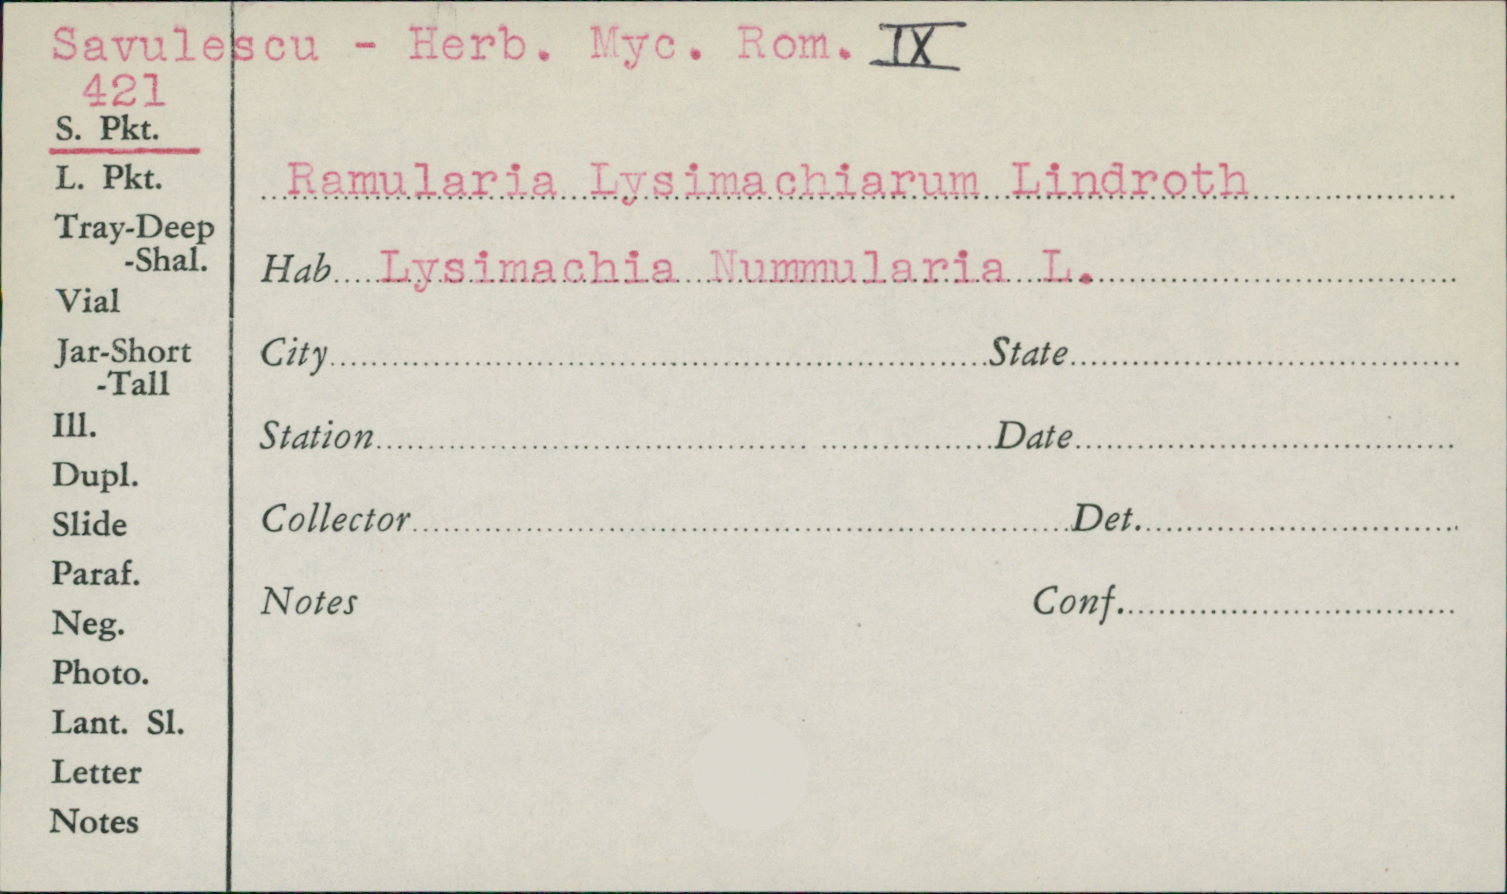 Savulescu - Herb. Myc. Rom. IX
421
S. Pkt.
L. Pkt.
Tray-Deep
-Shal.
Vial
Jar-Short
-Tall
Ill.
Dupl.
Slide
Paraf.
Neg.
Photo.
Lant. Sl.
Letter
Notes
Ramularia Lysimachiarum Lindroth
Hab. Lysimachia Nummularia L.
City State
Station Date
Collector Det.
Notes Conf.